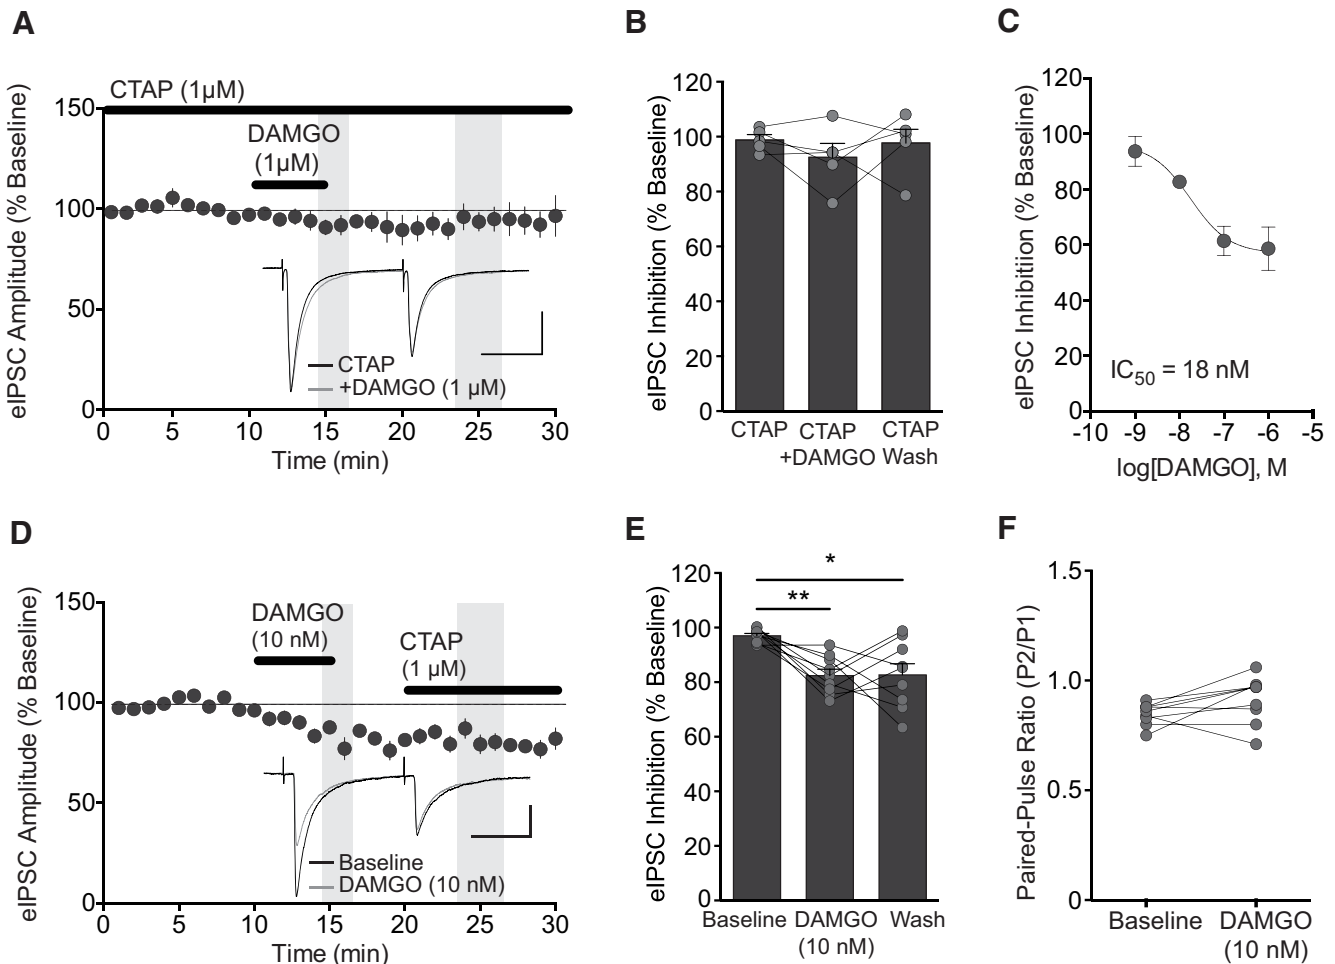 A
eIPSC Amplitude (% Baseline)
150
100
50
0
CTAP (1µM)
DAMGO
(1µM)
CTAP
+DAMGO (1 µM)
0 5 10 15 20 25 30
Time (min)
B
eIPSC Inhibition (% Baseline)
120
100
80
60
40
20
0
CTAP CTAP CTAP
+DAMGO Wash
C
eIPSC Inhibition (% Baseline)
120
100
80
60
40
20
0
IC50 = 18 nM
-10 -9 -8 -7 -6 -5
log[DAMGO], M
D
eIPSC Amplitude (% Baseline)
150
100
50
0
DAMGO
(10 nM)
CTAP
(1 µM)
Baseline
DAMGO (10 nM)
0 5 10 15 20 25 30
Time (min)
E
eIPSC Inhibition (% Baseline)
120
100
80
60
40
20
0
*
**
Baseline DAMGO Wash
(10 nM)
F
Paired-Pulse Ratio (P2/P1)
1.5
1.0
0.5
0
Baseline DAMGO
(10 nM)